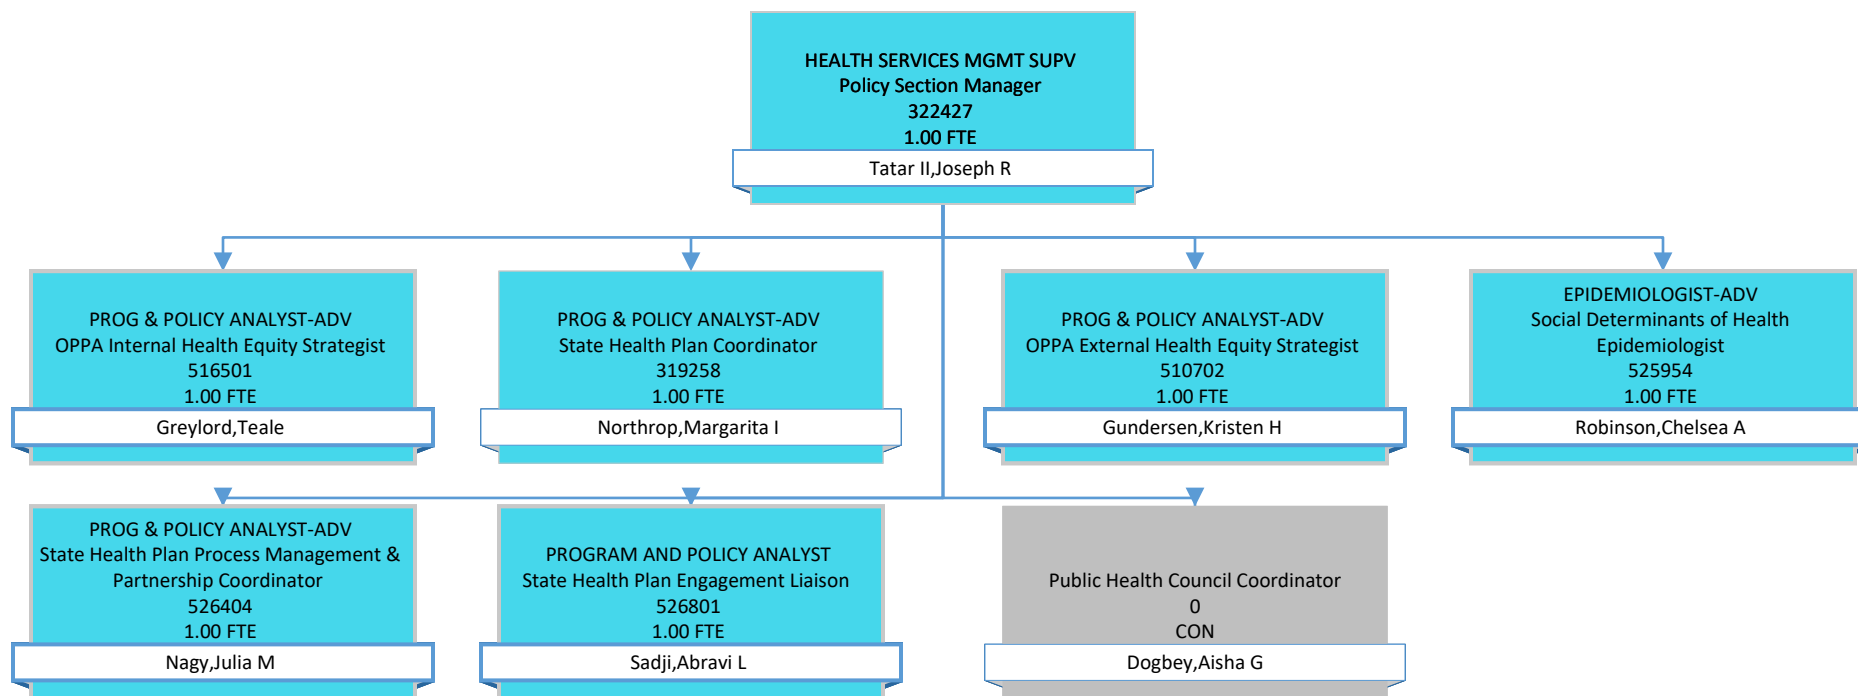 HEALTH SERVICES MGMT SUPV
Policy Section Manager
322427
1.00 FTE
Tatar II,Joseph R
PROG & POLICY ANALYST-ADV
OPPA Internal Health Equity Strategist
516501
1.00 FTE
Greylord,Teale
PROG & POLICY ANALYST-ADV
State Health Plan Coordinator
319258
1.00 FTE
Northrop,Margarita I
PROG & POLICY ANALYST-ADV
OPPA External Health Equity Strategist
510702
1.00 FTE
Gundersen,Kristen H
EPIDEMIOLOGIST-ADV
Social Determinants of Health
Epidemiologist
525954
1.00 FTE
Robinson,Chelsea A
PROG & POLICY ANALYST-ADV
State Health Plan Process Management &
Partnership Coordinator
526404
1.00 FTE
Nagy,Julia M
PROGRAM AND POLICY ANALYST
State Health Plan Engagement Liaison
526801
1.00 FTE
Sadji,Abravi L
Public Health Council Coordinator
0
CON
Dogbey,Aisha G